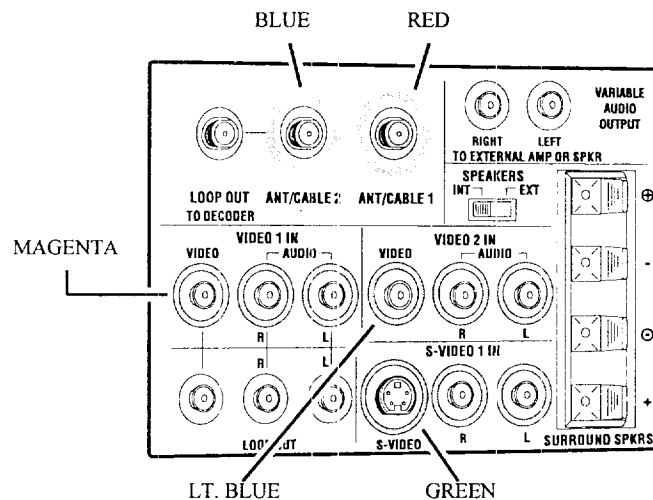 BLUE RED
VARIABLE
AUDIO
OUTPUT
RIGHT LEFT
TO EXTERNAL AMP OR SPKR
SPEAKERS
INT EXT
LOOP OUT ANT/CABLE 2 ANT/CABLE 1
TO DECODER
VIDEO 1 IN VIDEO 2 IN
VIDEO AUDIO VIDEO AUDIO
MAGENTA
R L R L
R L S-VIDEO 1 IN
LOOP OUT S-VIDEO R L SURROUND SPKRS
+ - - +
LT. BLUE GREEN